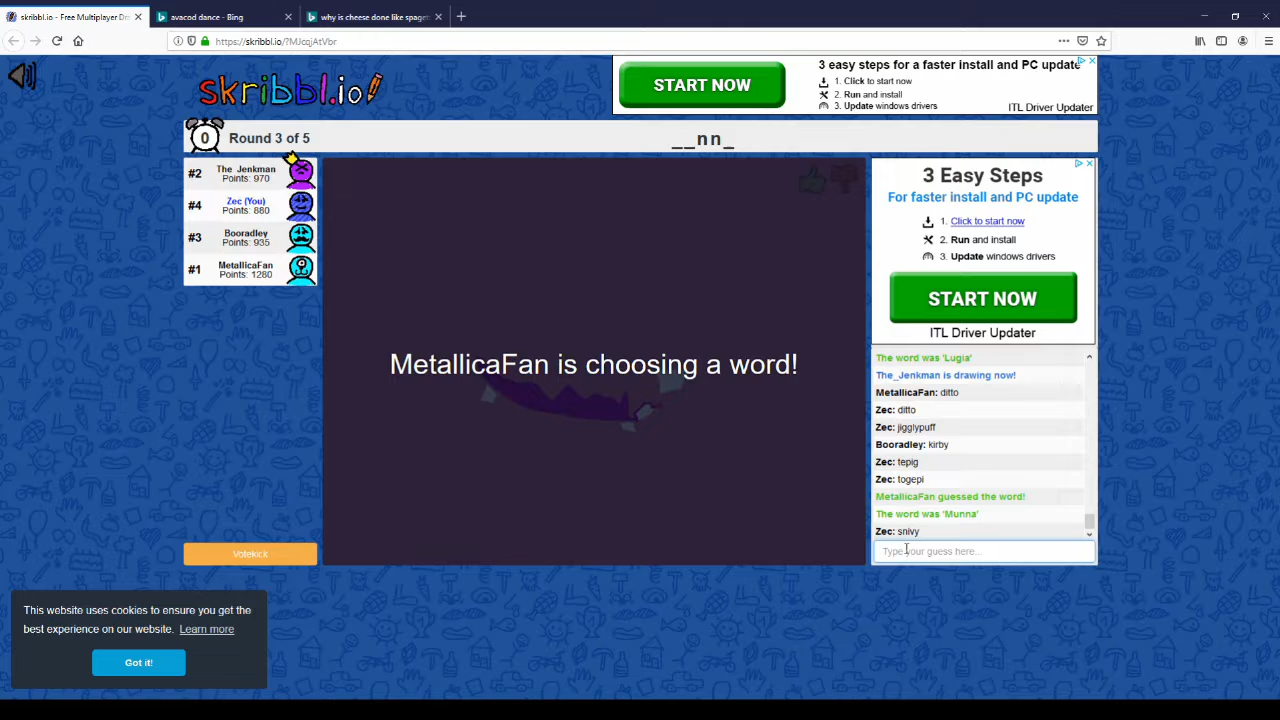 skribbl.io - Free Multiplayer Dr
avacod dance - Bing
why is cheese done like spaget
https://skribbl.io/?MJcqjAtVbr
skribbl.io
START NOW
3 easy steps for a faster install and PC update
1. Click to start now
2. Run and install
3. Update windows drivers
ITL Driver Updater
0
Round 3 of 5
__nn_
#2
The_Jenkman
Points: 970
#4
Zec (You)
Points: 880
#3
Booradley
Points: 935
#1
MetallicaFan
Points: 1280
MetallicaFan is choosing a word!
3 Easy Steps
For faster install and PC update
1. Click to start now
2. Run and install
3. Update windows drivers
START NOW
ITL Driver Updater
The word was 'Lugia'
The_Jenkman is drawing now!
MetallicaFan: ditto
Zec: ditto
Zec: jigglypuff
Booradley: kirby
Zec: tepig
Zec: togepi
MetallicaFan guessed the word!
The word was 'Munna'
Zec: snivy
Type your guess here...
Votekick
This website uses cookies to ensure you get the
best experience on our website. Learn more
Got it!